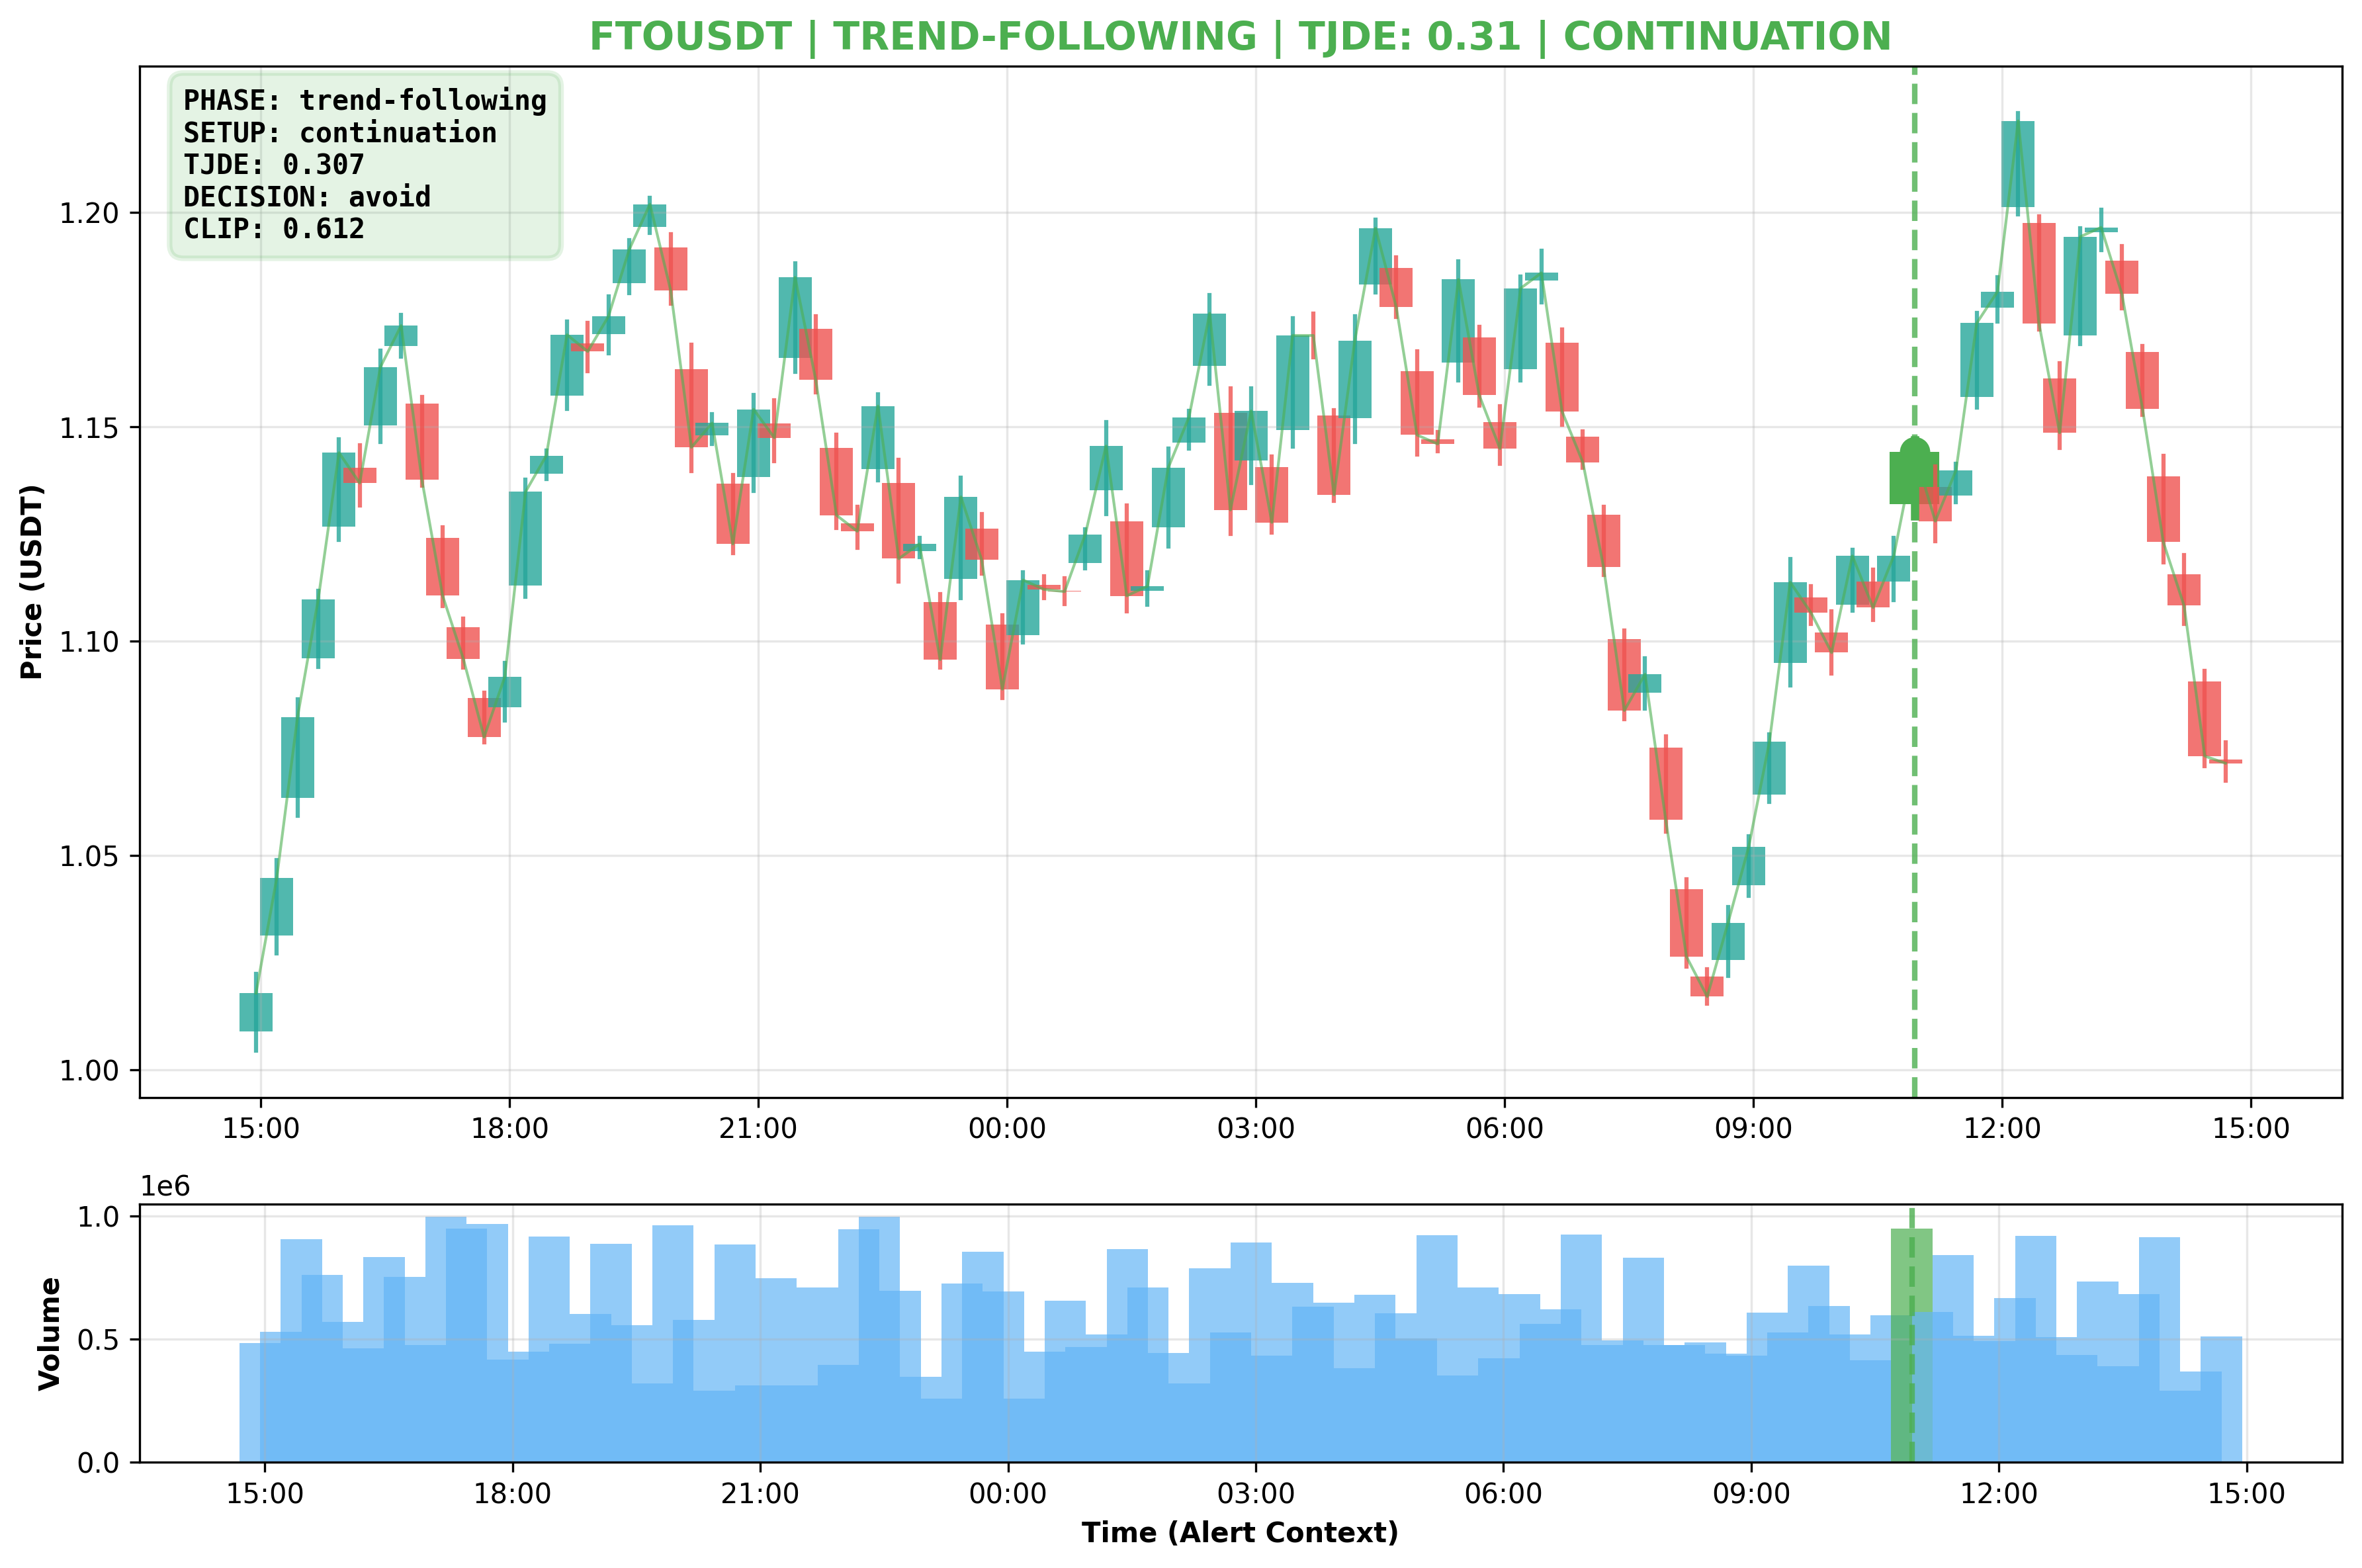 FTOUSDT | TREND-FOLLOWING | TJDE: 0.31 | CONTINUATION
PHASE: trend-following
SETUP: continuation
TJDE: 0.307
DECISION: avoid
CLIP: 0.612
Price (USDT)
1.20
1.15
1.10
1.05
1.00
15:00 18:00 21:00 00:00 03:00 06:00 09:00 12:00 15:00
1e6
Volume
1.0
0.5
0.0
15:00 18:00 21:00 00:00 03:00 06:00 09:00 12:00 15:00
Time (Alert Context)